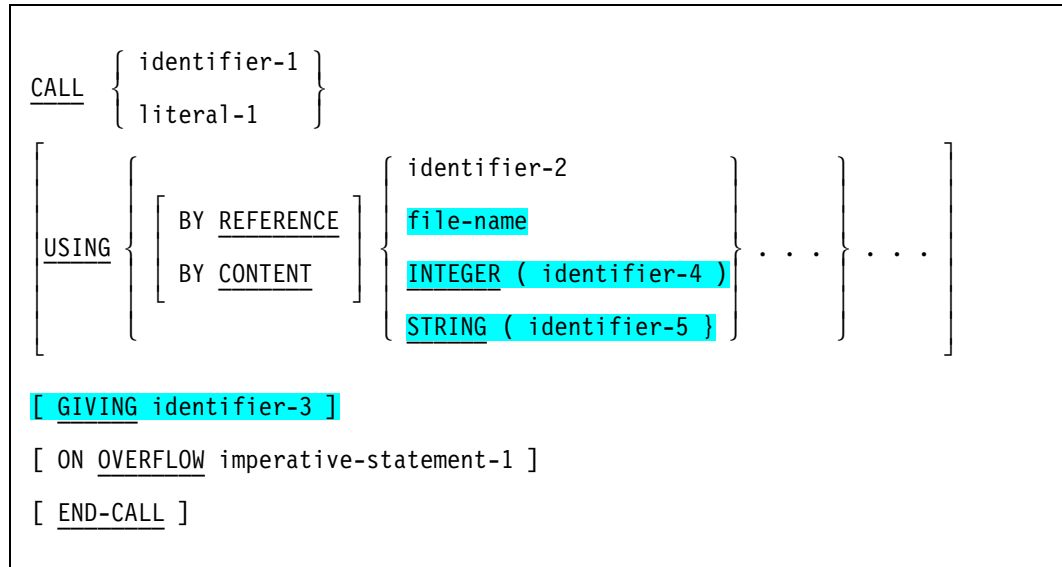 CALL { identifier-1 }
literal-1
[ USING { [ BY REFERENCE ] { identifier-2 } . . . } . . . ]
BY CONTENT file-name
INTEGER ( identifier-4 )
STRING ( identifier-5 }
[ GIVING identifier-3 ]
[ ON OVERFLOW imperative-statement-1 ]
[ END-CALL ]